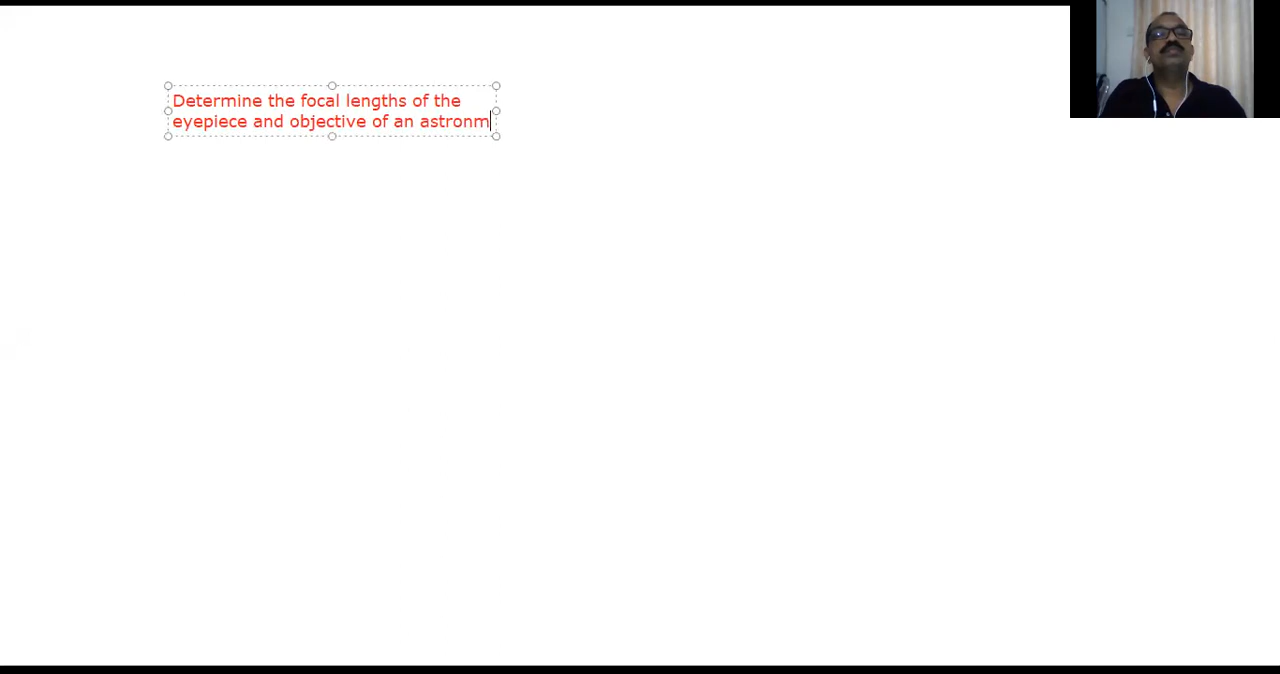 Determine the focal lengths of the
eyepiece and objective of an astronm